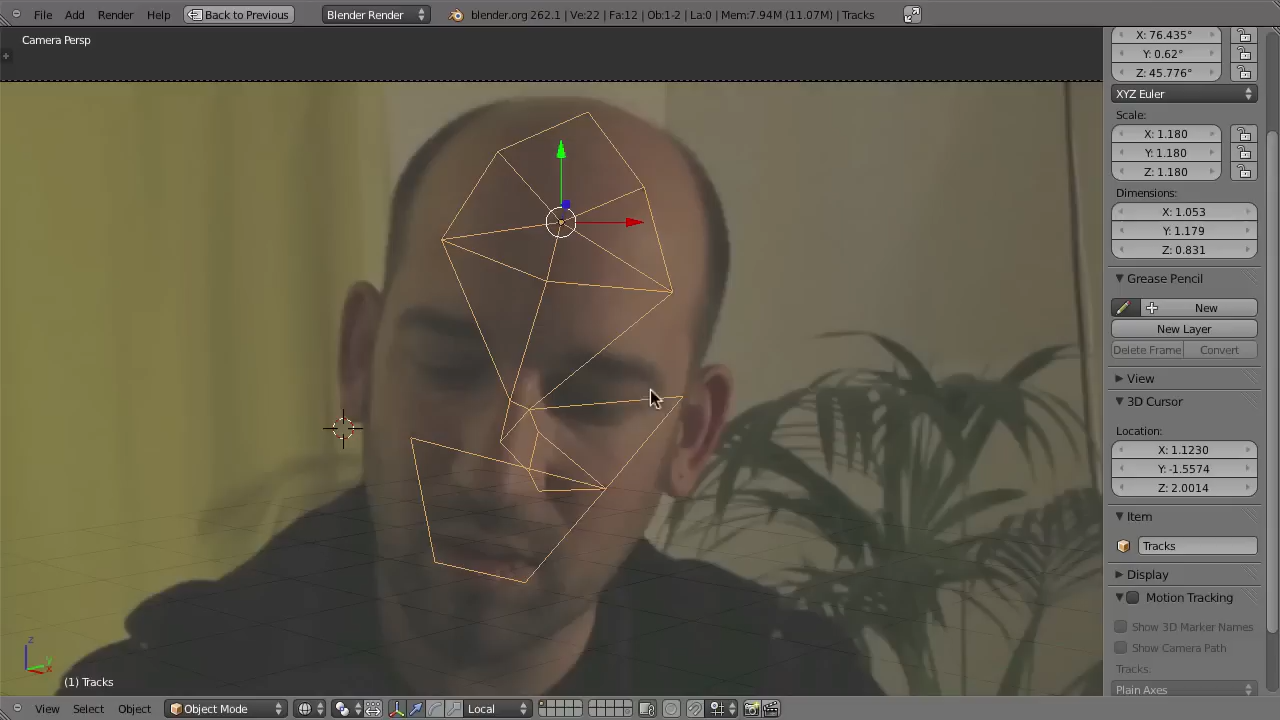 File Add Render Help Back to Previous Blender Render blender.org 262.1 | Ve:22 | Fa:12 | Ob:1-2 | La:0 | Mem:7.94M (11.07M) | Tracks
Camera Persp
X: 76.435°
Y: 0.62°
Z: 45.776°
XYZ Euler
Scale:
X: 1.180
Y: 1.180
Z: 1.180
Dimensions:
X: 1.053
Y: 1.179
Z: 0.831
Grease Pencil
New
New Layer
Delete Frame Convert
View
3D Cursor
Location:
X: 1.1230
Y: -1.5574
Z: 2.0014
Item
Tracks
Display
Motion Tracking
Show 3D Marker Names
Show Camera Path
Tracks:
Plain Axes
z
y
x
(1) Tracks
View Select Object Object Mode Local